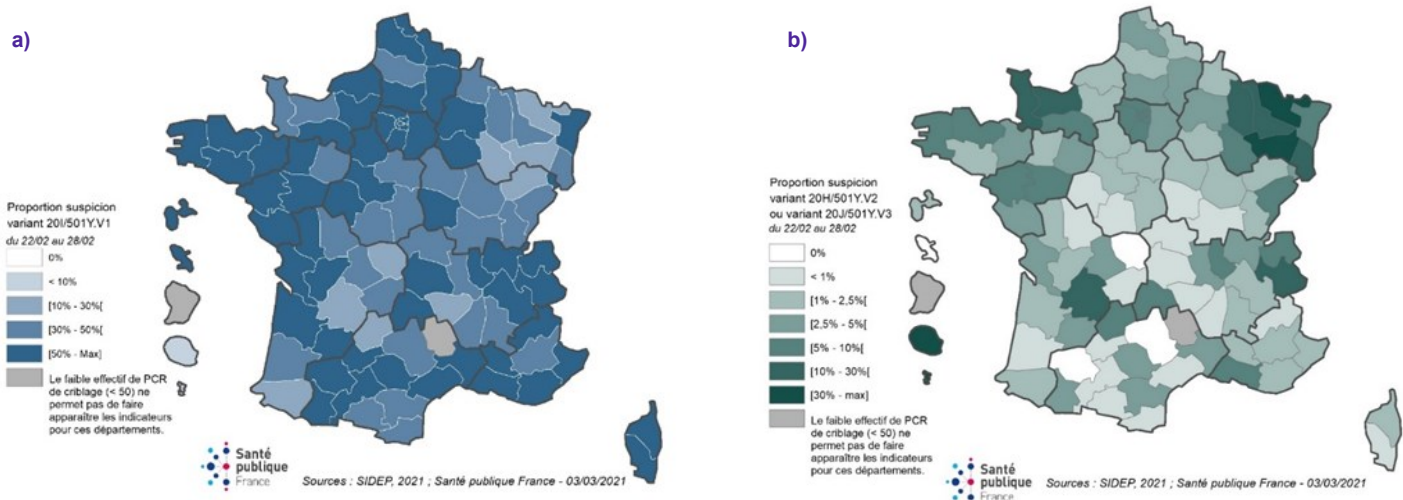 a)
Proportion suspicion
variant 20I/501Y.V1
du 22/02 au 28/02
0%
< 10%
[10% - 30%[
[30% - 50%[
[50% - Max]
Le faible effectif de PCR
de criblage (< 50) ne
permet pas de faire
apparaître les indicateurs
pour ces départements.
Santé
publique
France
Sources : SIDEP, 2021 ; Santé publique France - 03/03/2021
b)
Proportion suspicion
variant 20H/501Y.V2
ou variant 20J/501Y.V3
du 22/02 au 28/02
0%
< 1%
[1% - 2,5%[
[2,5% - 5%[
[5% - 10%[
[10% - 30%[
[30% - max]
Le faible effectif de PCR
de criblage (< 50) ne
permet pas de faire
apparaître les indicateurs
pour ces départements.
Santé
publique
France
Sources : SIDEP, 2021 ; Santé publique France - 03/03/2021